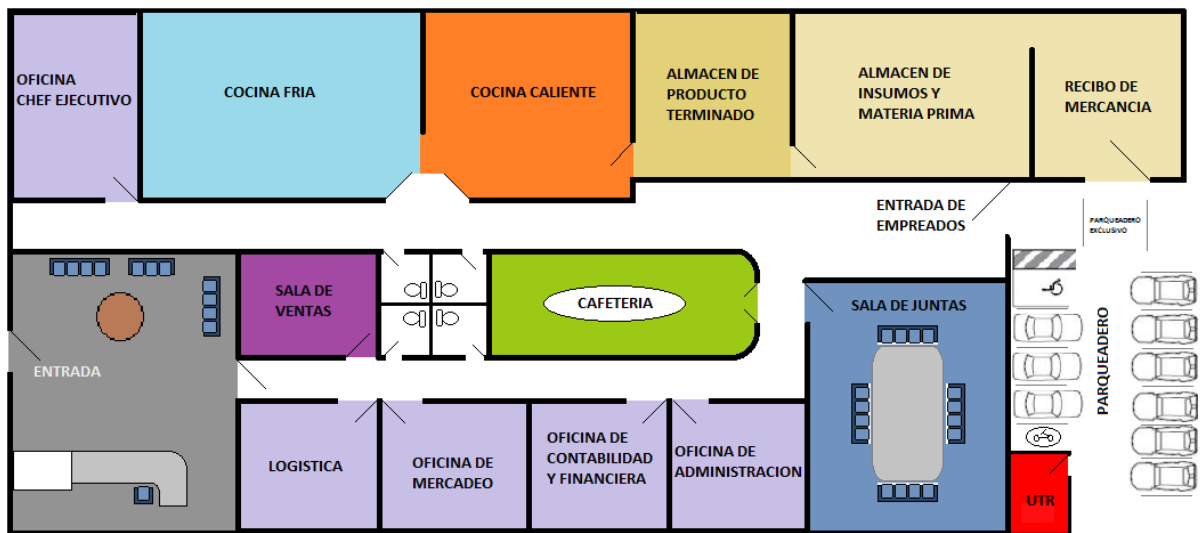 OFICINA
CHEF EJECUTIVO
COCINA FRIA
COCINA CALIENTE
ALMACEN DE
PRODUCTO
TERMINADO
ALMACEN DE
INSUMOS Y
MATERIA PRIMA
RECIBO DE
MERCANCIA
ENTRADA DE
EMPREADOS
PARQUEADERO
EXCLUSIVO
SALA DE
VENTAS
CAFETERIA
SALA DE JUNTAS
PARQUEADERO
ENTRADA
LOGISTICA
OFICINA DE
MERCADEO
OFICINA DE
CONTABILIDAD
Y FINANCIERA
OFICINA DE
ADMINISTRACION
UTR